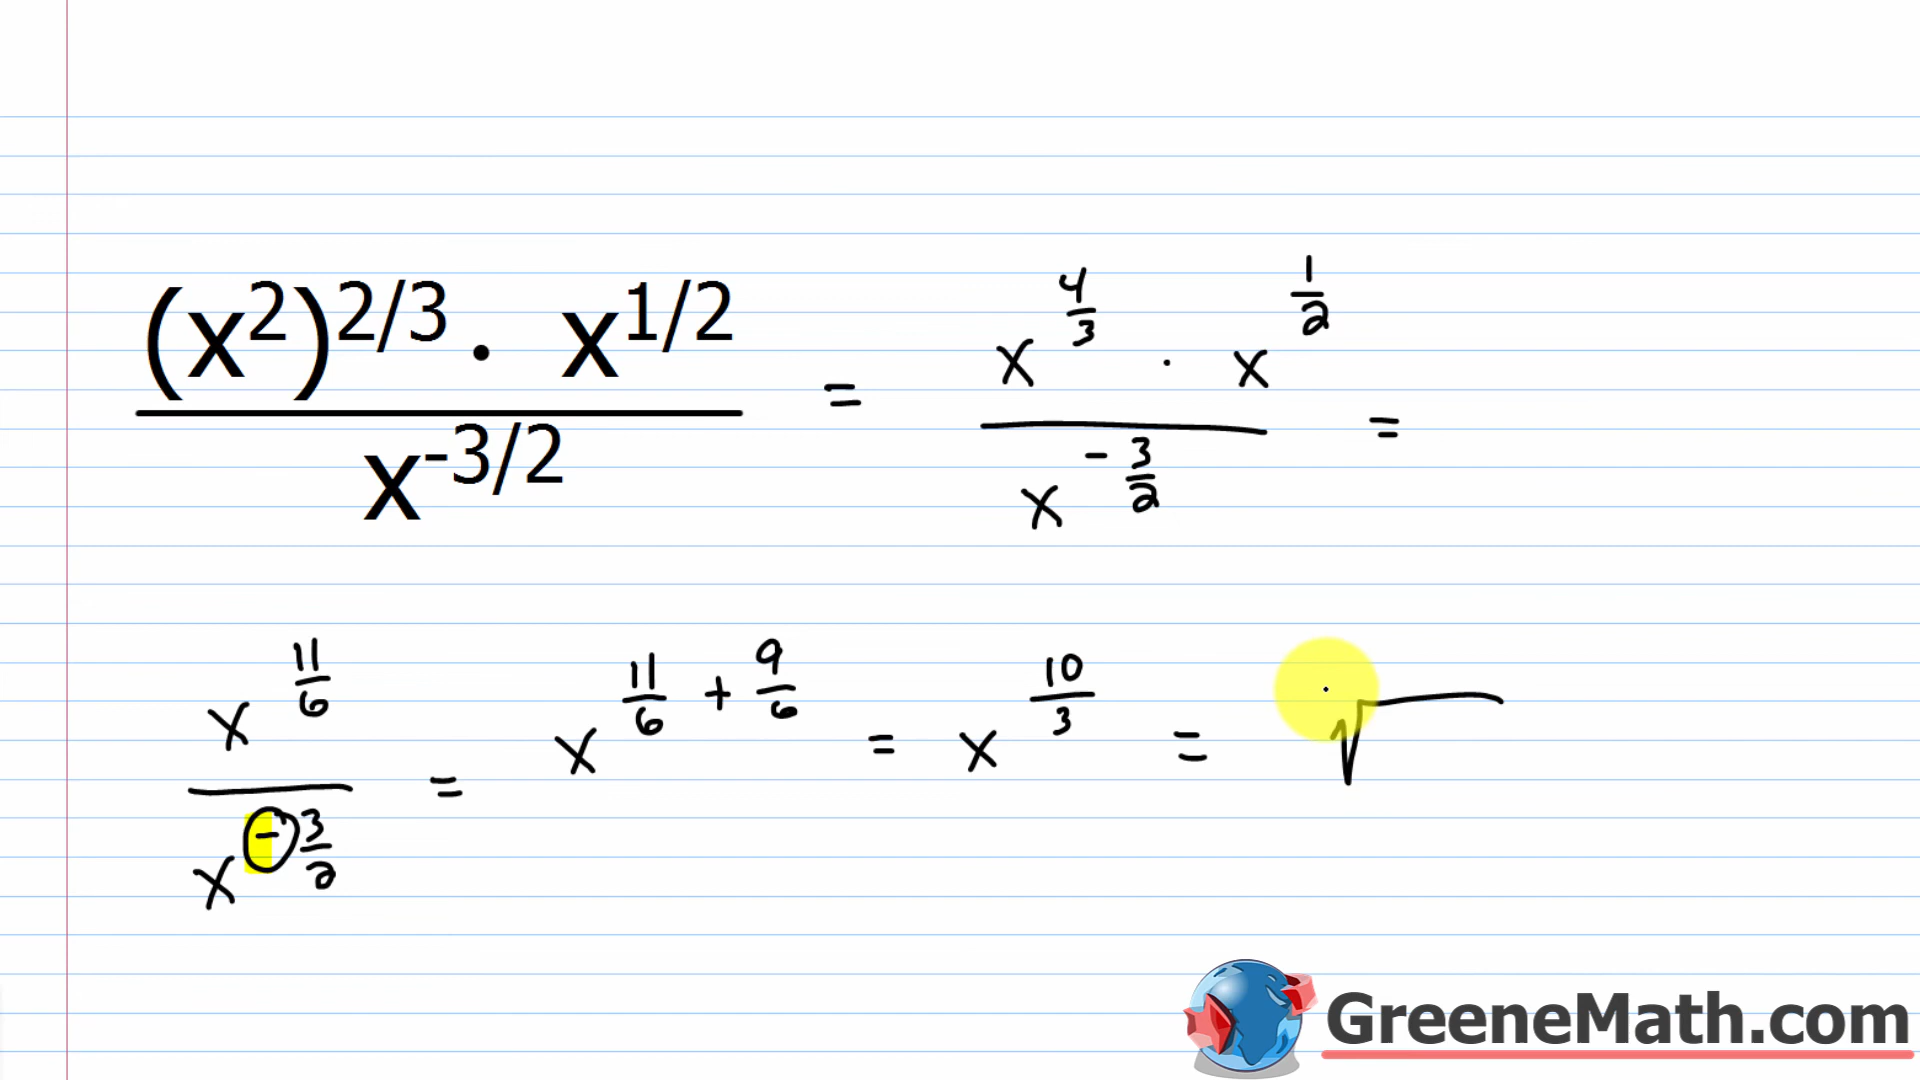 (x^2)^2/3 · x^1/2 / x^-3/2 = x^4/3 · x^1/2 / x^-3/2 =
x^11/6 / x^-3/2 = x^11/6 + 9/6 = x^10/3 = √
GreeneMath.com